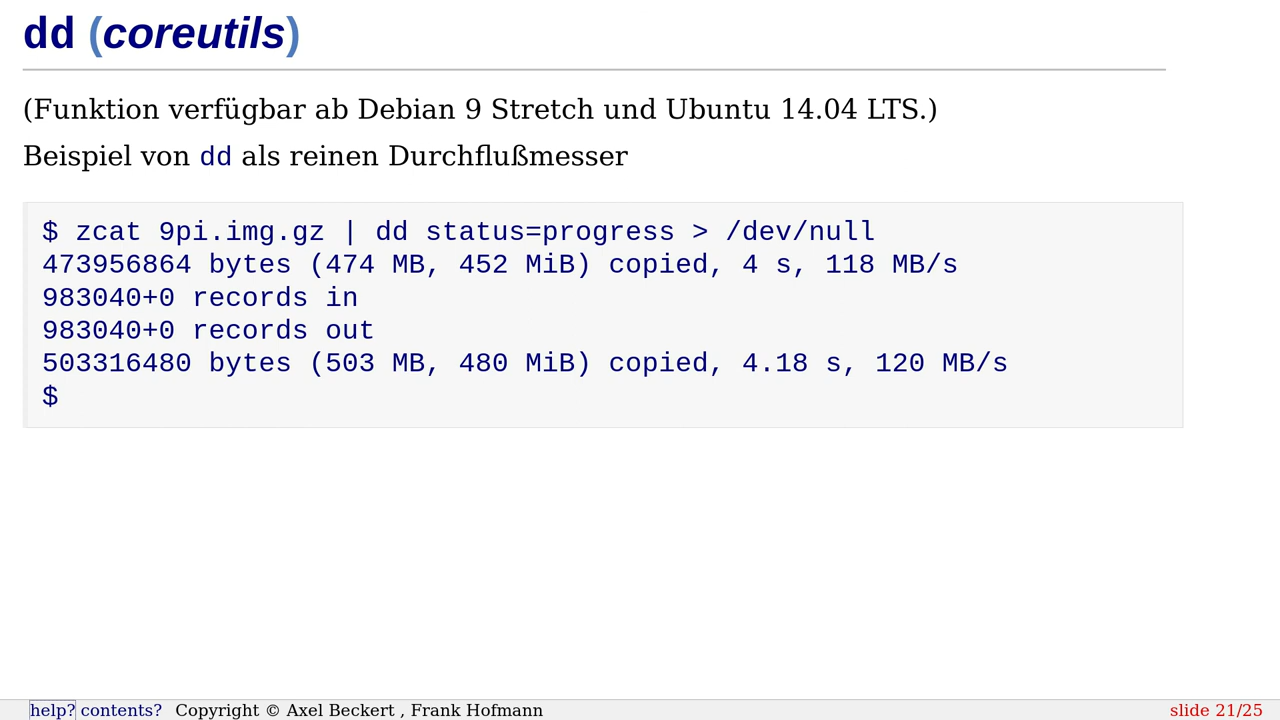 dd (coreutils)
(Funktion verfügbar ab Debian 9 Stretch und Ubuntu 14.04 LTS.)
Beispiel von dd als reinen Durchflußmesser
$ zcat 9pi.img.gz | dd status=progress > /dev/null
473956864 bytes (474 MB, 452 MiB) copied, 4 s, 118 MB/s
983040+0 records in
983040+0 records out
503316480 bytes (503 MB, 480 MiB) copied, 4.18 s, 120 MB/s
$
help? contents? Copyright © Axel Beckert , Frank Hofmann slide 21/25